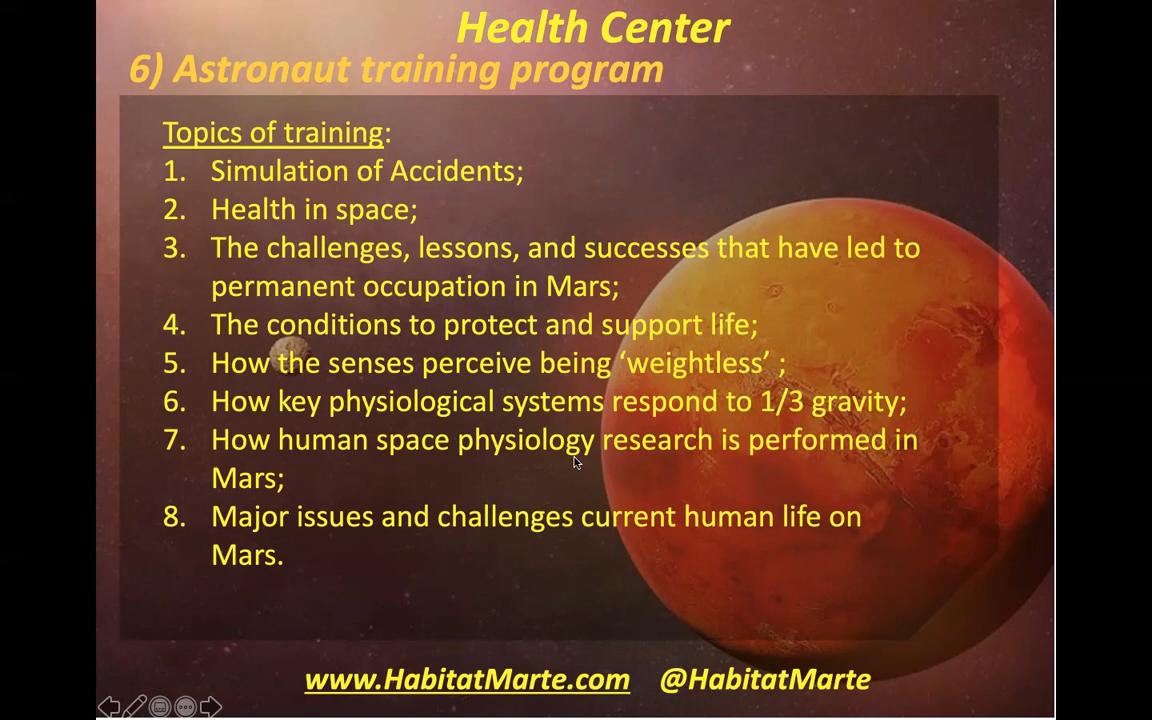 Health Center
6) Astronaut training program
Topics of training:
1. Simulation of Accidents;
2. Health in space;
3. The challenges, lessons, and successes that have led to
permanent occupation in Mars;
4. The conditions to protect and support life;
5. How the senses perceive being ‘weightless’ ;
6. How key physiological systems respond to 1/3 gravity;
7. How human space physiology research is performed in
Mars;
8. Major issues and challenges current human life on
Mars.
www.HabitatMarte.com @HabitatMarte